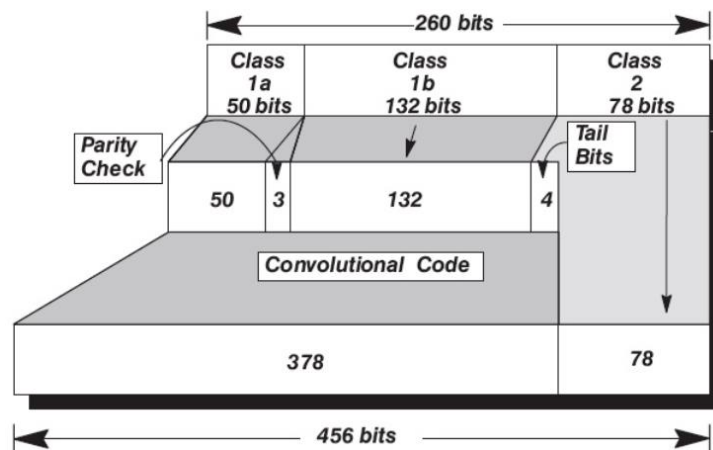 260 bits
Class 1a 50 bits
Class 1b 132 bits
Class 2 78 bits
Parity Check
Tail Bits
50
3
132
4
Convolutional Code
378
78
456 bits